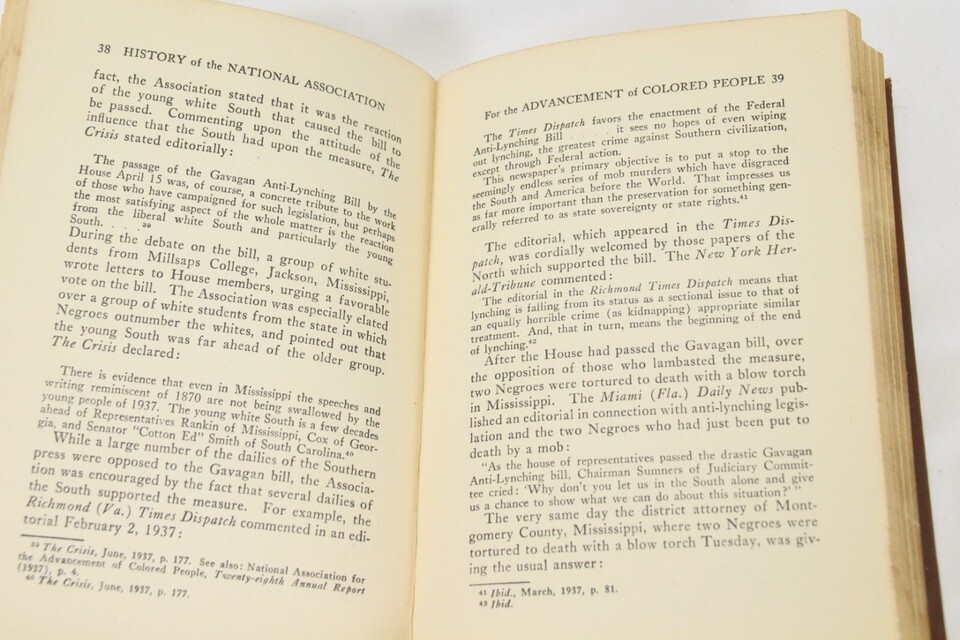 38 HISTORY of the NATIONAL ASSOCIATION
fact, the Association stated that it was the reaction
of the young white South that caused the bill to
be passed. Commenting upon the attitude of the
influence that the South had upon the measure, The
Crisis stated editorially:
The passage of the Gavagan Anti-Lynching Bill by the
House April 15 was, of course, a concrete tribute to the work
of those who have campaigned for such legislation, but perhaps
the most satisfying aspect of the whole matter is the reaction
from the liberal white South and particularly the young
South. . . . .³⁹
During the debate on the bill, a group of white stu-
dents from Millsaps College, Jackson, Mississippi,
wrote letters to House members, urging a favorable
vote on the bill. The Association was especially elated
over a group of white students from the state in which
Negroes outnumber the whites, and pointed out that
the young South was far ahead of the older group.
The Crisis declared:
There is evidence that even in Mississippi the speeches and
writing reminiscent of 1870 are not being swallowed by the
young people of 1937. The young white South is a few decades
ahead of Representatives Rankin of Mississippi, Cox of Geor-
gia, and Senator "Cotton Ed" Smith of South Carolina.⁴⁰
While a large number of the dailies of the Southern
press were opposed to the Gavagan bill, the Associa-
tion was encouraged by the fact that several dailies of
the South supported the measure. For example, the
Richmond (Va.) Times Dispatch commented in an edi-
torial February 2, 1937:
³⁹ The Crisis, June, 1937, p. 177. See also: National Association for
the Advancement of Colored People, Twenty-eighth Annual Report
(1937), p. 4.
⁴⁰ The Crisis, June, 1937, p. 177.
For the ADVANCEMENT of COLORED PEOPLE 39
The Times Dispatch favors the enactment of the Federal
Anti-Lynching Bill . . . . . it sees no hopes of even wiping
out lynching, the greatest crime against Southern civilization,
except through Federal action.
This newspaper's primary objective is to put a stop to the
seemingly endless series of mob murders which have disgraced
the South and America before the World. That impresses us
as far more important than the preservation for something gen-
erally referred to as state sovereignty or state rights.⁴¹
The editorial, which appeared in the Times Dis-
patch, was cordially welcomed by those papers of the
North which supported the bill. The New York Her-
ald-Tribune commented:
The editorial in the Richmond Times Dispatch means that
lynching is falling from its status as a sectional issue to that of
an equally horrible crime (as kidnapping) appropriate similar
treatment. And, that in turn, means the beginning of the end
of lynching.⁴²
After the House had passed the Gavagan bill, over
the opposition of those who lambasted the measure,
two Negroes were tortured to death with a blow torch
in Mississippi. The Miami (Fla.) Daily News pub-
lished an editorial in connection with anti-lynching legis-
lation and the two Negroes who had just been put to
death by a mob:
"As the house of representatives passed the drastic Gavagan
Anti-Lynching bill, Chairman Sumners of Judiciary Commit-
tee cried: 'Why don't you let us in the South alone and give
us a chance to show what we can do about this situation?' "
The very same day the district attorney of Mont-
gomery County, Mississippi, where two Negroes were
tortured to death with a blow torch Tuesday, was giv-
ing the usual answer:
⁴¹ Ibid., March, 1937, p. 81.
⁴² Ibid.